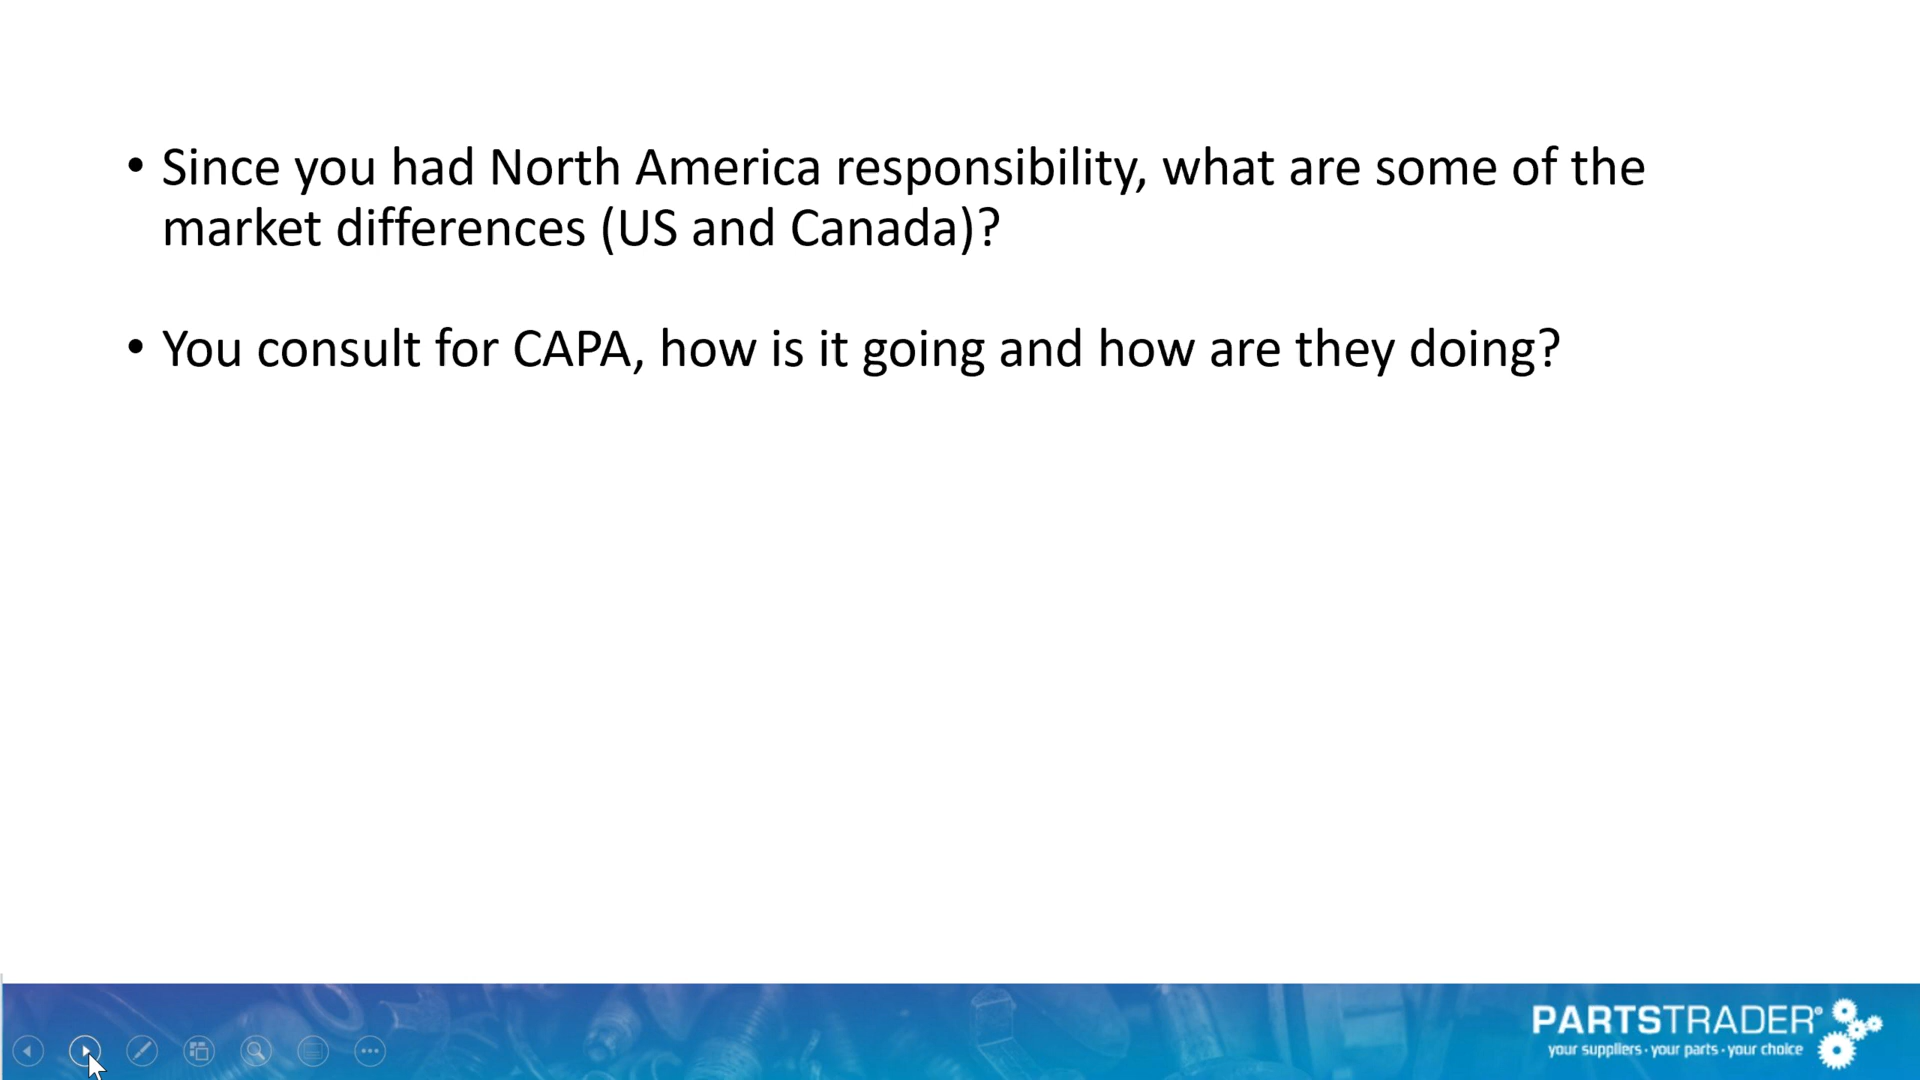 • Since you had North America responsibility, what are some of the
market differences (US and Canada)?
• You consult for CAPA, how is it going and how are they doing?
PARTSTRADER®
your suppliers · your parts · your choice